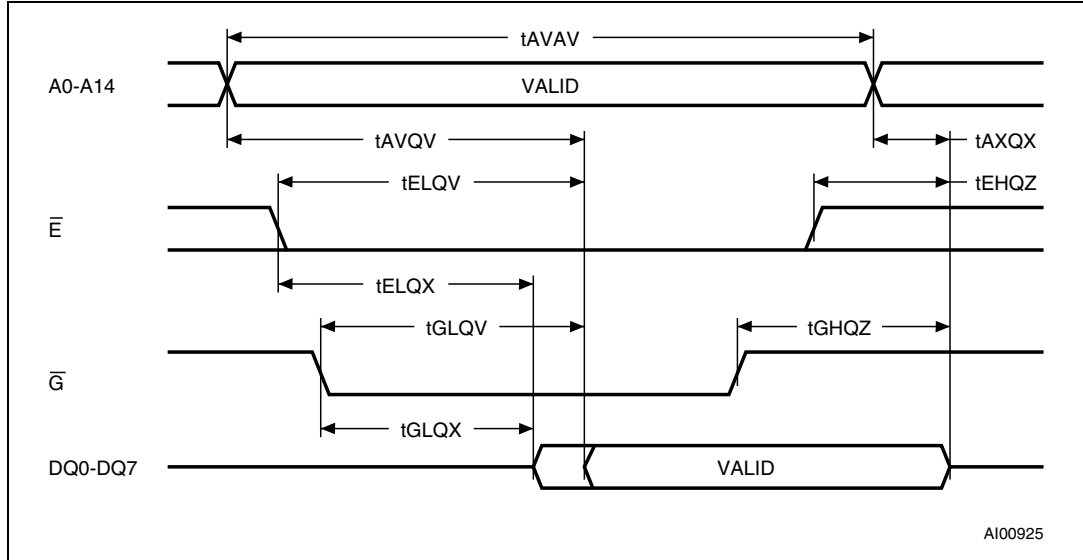 tAVAV
A0-A14
VALID
tAVQV
tAXQX
tELQV
tEHQZ
E̅
tELQX
tGLQV
tGHQZ
G̅
tGLQX
DQ0-DQ7
VALID
AI00925